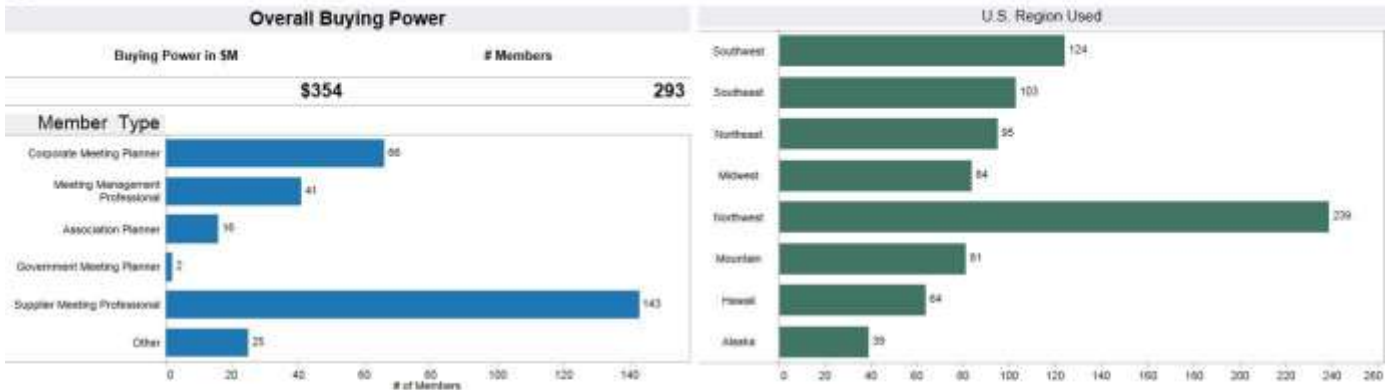 Overall Buying Power
Buying Power in $M # Members
$354 293
Member Type
Corporate Meeting Planner 66
Meeting Management
Professional 41
Association Planner 16
Government Meeting Planner 2
Supplier Meeting Professional 143
Other 25
0 20 40 60 80 100 120 140
# of Members
U.S. Region Used
Southwest 124
Southeast 103
Northeast 95
Midwest 84
Northwest 239
Mountain 81
Hawaii 64
Alaska 39
0 20 40 60 80 100 120 140 160 180 200 220 240 260